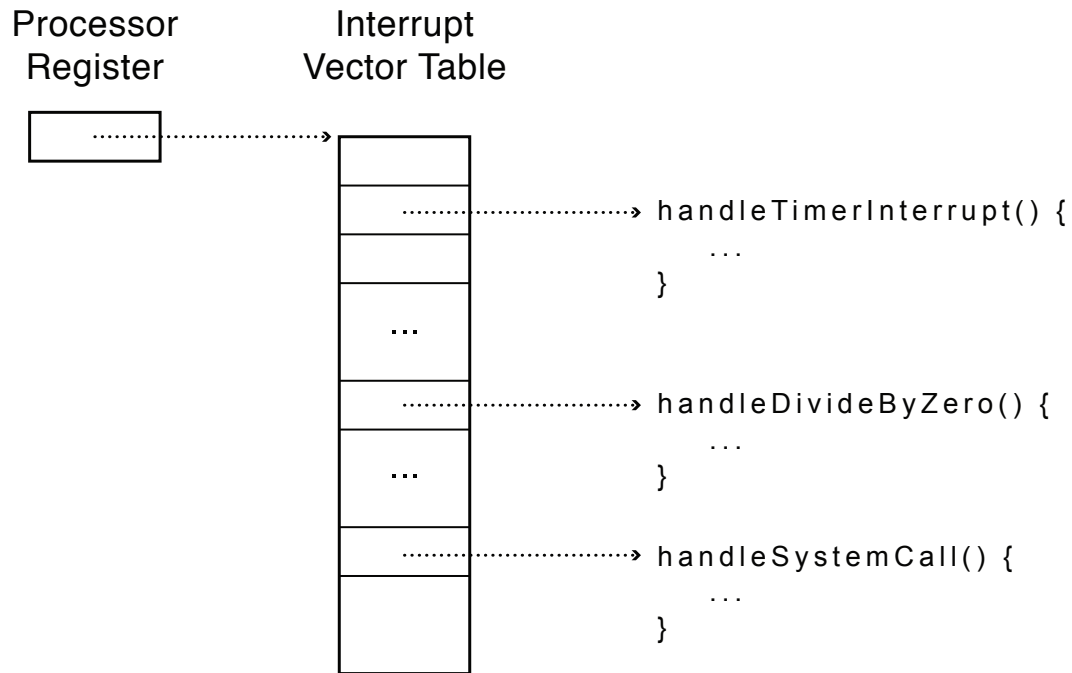 Processor
Register
Interrupt
Vector Table
handleTimerInterrupt() {
...
}
...
handleDivideByZero() {
...
}
...
handleSystemCall() {
...
}